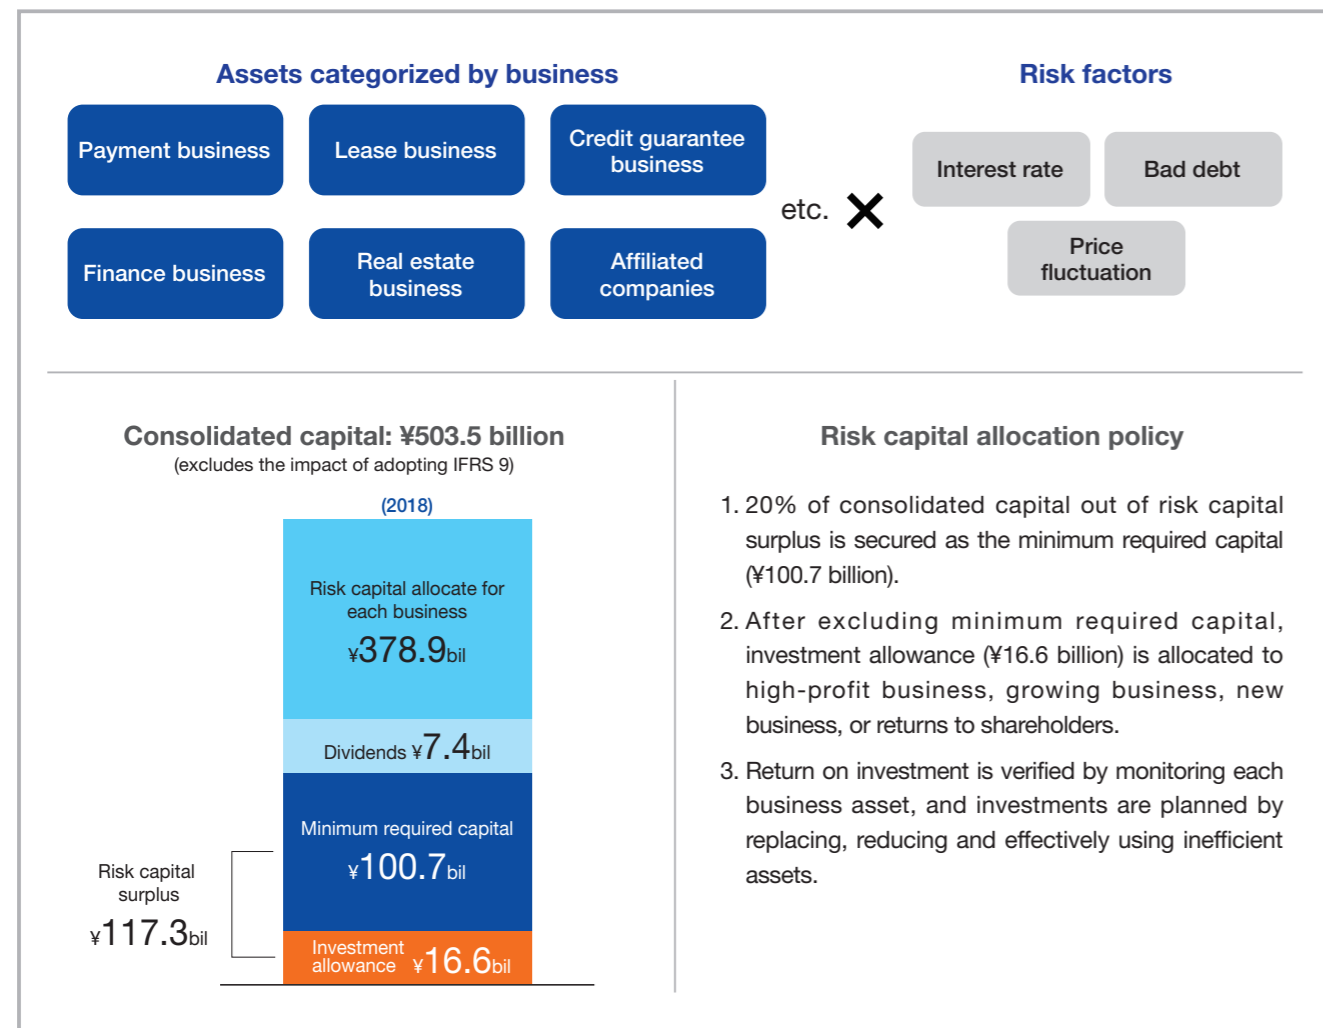 Assets categorized by business
Risk factors
Payment business
Lease business
Credit guarantee
business
Finance business
Real estate
business
Affiliated
companies
etc.
Interest rate
Bad debt
Price
fluctuation
Consolidated capital: ¥503.5 billion
(excludes the impact of adopting IFRS 9)
(2018)
Risk capital allocate for
each business
¥378.9bil
Dividends ¥7.4bil
Minimum required capital
¥100.7bil
Risk capital
surplus
¥117.3bil
Investment
allowance ¥16.6bil
Risk capital allocation policy
1. 20% of consolidated capital out of risk capital
surplus is secured as the minimum required capital
(¥100.7 billion).
2. After excluding minimum required capital,
investment allowance (¥16.6 billion) is allocated to
high-profit business, growing business, new
business, or returns to shareholders.
3. Return on investment is verified by monitoring each
business asset, and investments are planned by
replacing, reducing and effectively using inefficient
assets.